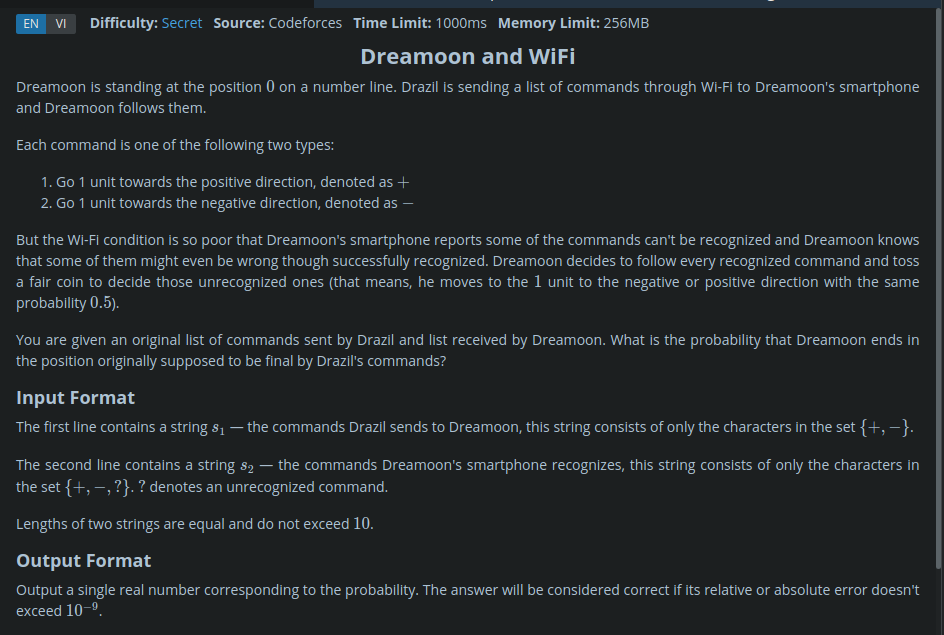 EN VI Difficulty: Secret Source: Codeforces Time Limit: 1000ms Memory Limit: 256MB
Dreamoon and WiFi
Dreamoon is standing at the position 0 on a number line. Drazil is sending a list of commands through Wi-Fi to Dreamoon's smartphone
and Dreamoon follows them.
Each command is one of the following two types:
1. Go 1 unit towards the positive direction, denoted as +
2. Go 1 unit towards the negative direction, denoted as −
But the Wi-Fi condition is so poor that Dreamoon's smartphone reports some of the commands can't be recognized and Dreamoon knows
that some of them might even be wrong though successfully recognized. Dreamoon decides to follow every recognized command and toss
a fair coin to decide those unrecognized ones (that means, he moves to the 1 unit to the negative or positive direction with the same
probability 0.5).
You are given an original list of commands sent by Drazil and list received by Dreamoon. What is the probability that Dreamoon ends in
the position originally supposed to be final by Drazil's commands?
Input Format
The first line contains a string s₁ — the commands Drazil sends to Dreamoon, this string consists of only the characters in the set {+, −}.
The second line contains a string s₂ — the commands Dreamoon's smartphone recognizes, this string consists of only the characters in
the set {+, −, ?}. ? denotes an unrecognized command.
Lengths of two strings are equal and do not exceed 10.
Output Format
Output a single real number corresponding to the probability. The answer will be considered correct if its relative or absolute error doesn't
exceed 10⁻⁹.